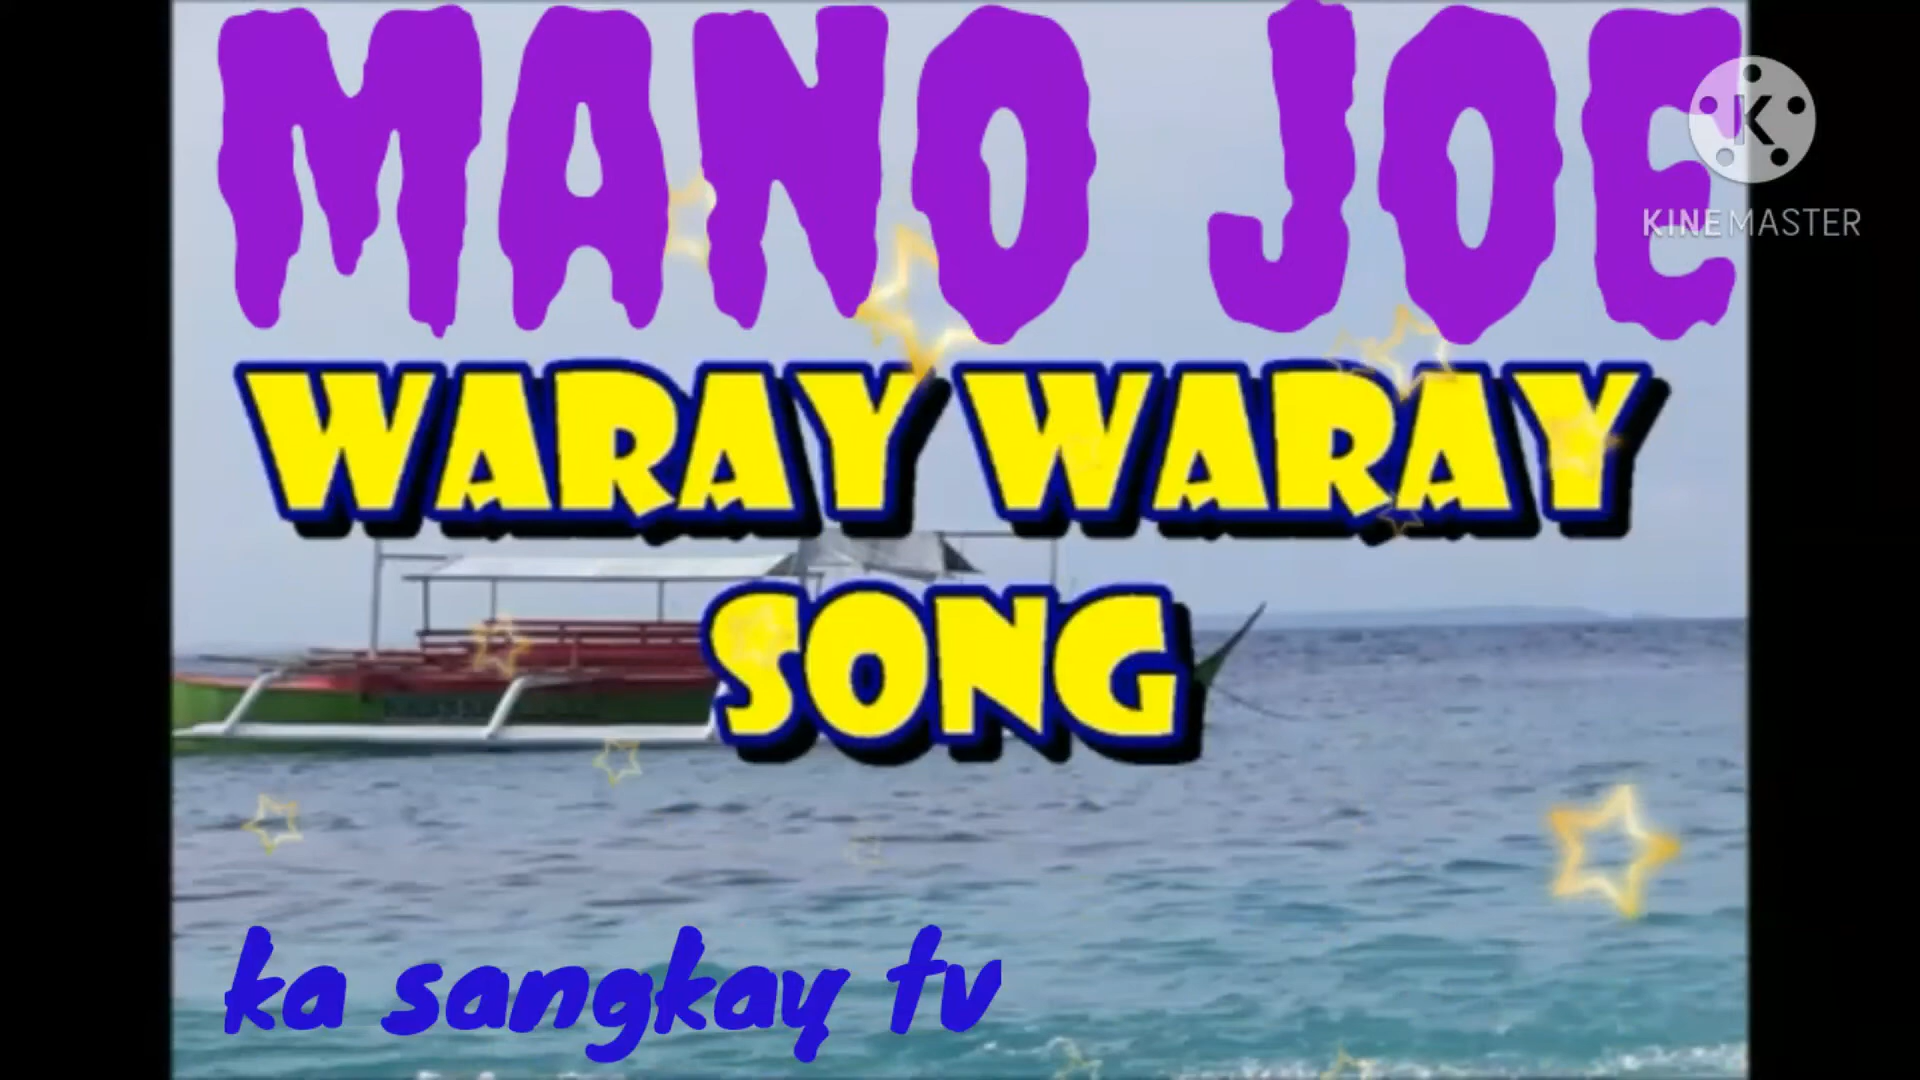 MANO JOE
KINEMASTER
WARAY WARAY
SONG
ka sangkay tv